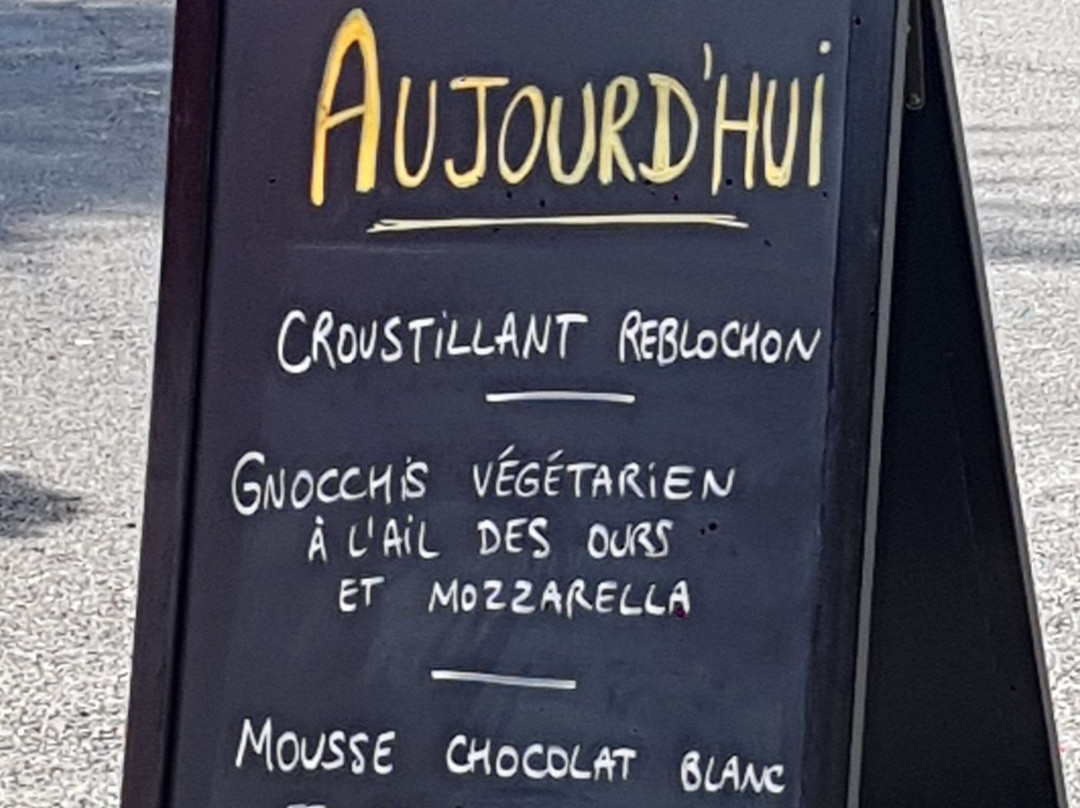 AUJOURD'HUI
CROUSTILLANT REBLOCHON
GNOCCHIS VÉGÉTARIEN
À L'AIL DES OURS
ET MOZZARELLA
MOUSSE CHOCOLAT BLANC